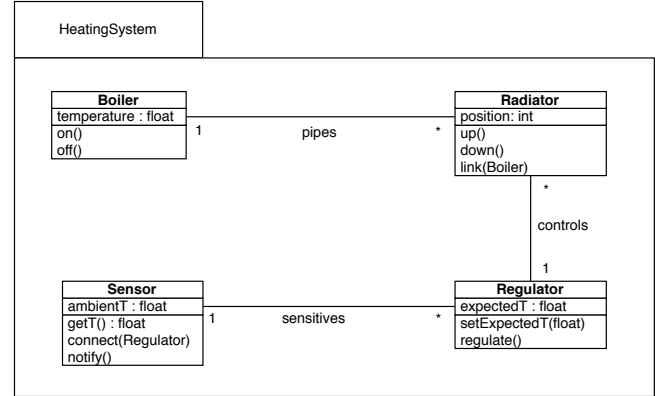 HeatingSystem
Boiler
temperature : float
on()
off()
1
pipes
*
Radiator
position: int
up()
down()
link(Boiler)
*
controls
1
Sensor
ambientT : float
getT() : float
connect(Regulator)
notify()
1
sensitives
*
Regulator
expectedT : float
setExpectedT(float)
regulate()